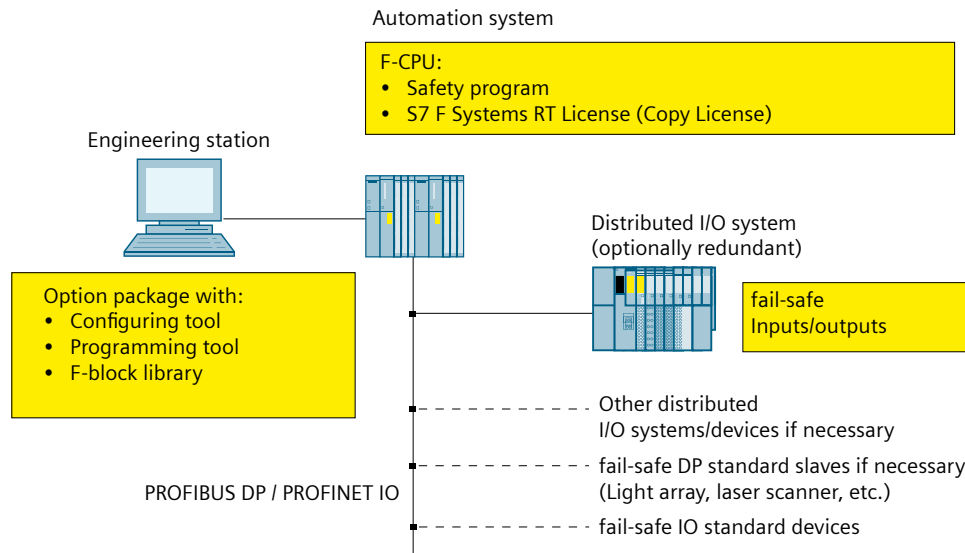 Automation system
F-CPU:
• Safety program
• S7 F Systems RT License (Copy License)
Engineering station
Distributed I/O system
(optionally redundant)
Option package with:
• Configuring tool
• Programming tool
• F-block library
fail-safe
Inputs/outputs
Other distributed
I/O systems/devices if necessary
fail-safe DP standard slaves if necessary
(Light array, laser scanner, etc.)
PROFIBUS DP / PROFINET IO
fail-safe IO standard devices